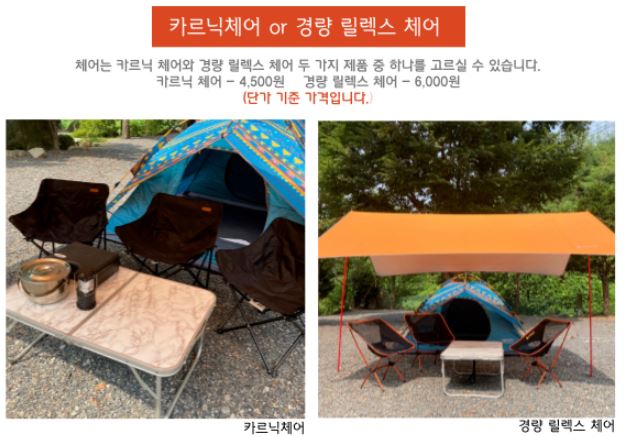 카르닉체어 or 경량 릴렉스 체어
체어는 카르닉 체어와 경량 릴렉스 체어 두 가지 제품 중 하나를 고르실 수 있습니다.
카르닉 체어 – 4,500원 경량 릴렉스 체어 – 6,000원
(단가 기준 가격입니다.)
카르닉체어
경량 릴렉스 체어